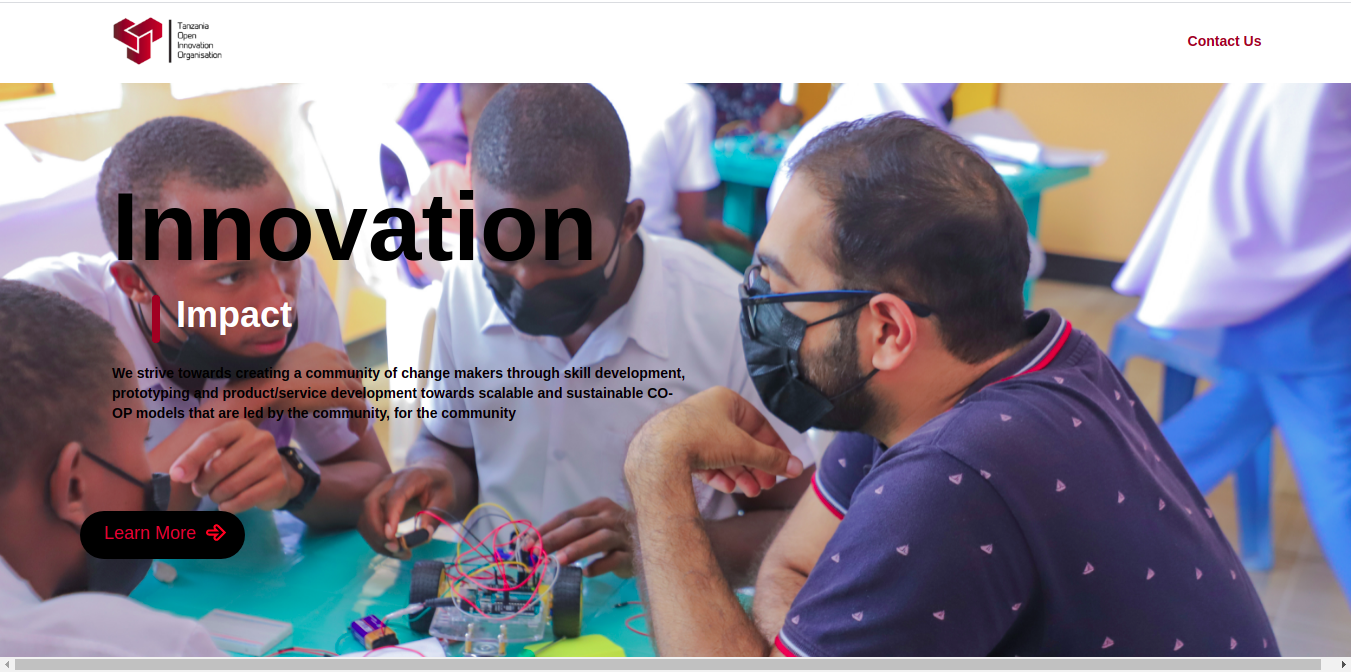 Tanzania
Open
Innovation
Organisation
Contact Us
Innovation
Impact
We strive towards creating a community of change makers through skill development,
prototyping and product/service development towards scalable and sustainable CO-
OP models that are led by the community, for the community
Learn More